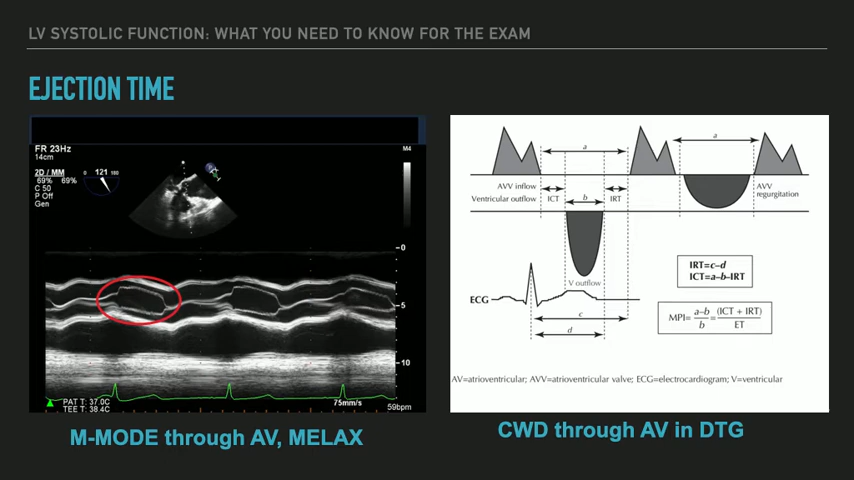 LV SYSTOLIC FUNCTION: WHAT YOU NEED TO KNOW FOR THE EXAM
EJECTION TIME
FR 23Hz
14cm
2D / MM
69% 69%
C 50
P Off
Gen
0 121 180
M4
0
5
10
PAT T: 37.0C
TEE T: 38.4C
75mm/s
59bpm
M-MODE through AV, MELAX
a
a
AVV inflow
Ventricular outflow
ICT
b
IRT
AVV
regurgitation
V outflow
ECG
c
d
IRT=c–d
ICT=a–b–IRT
MPI= a–b / b = (ICT + IRT) / ET
AV=atrioventricular; AVV=atrioventricular valve; ECG=electrocardiogram; V=ventricular
CWD through AV in DTG